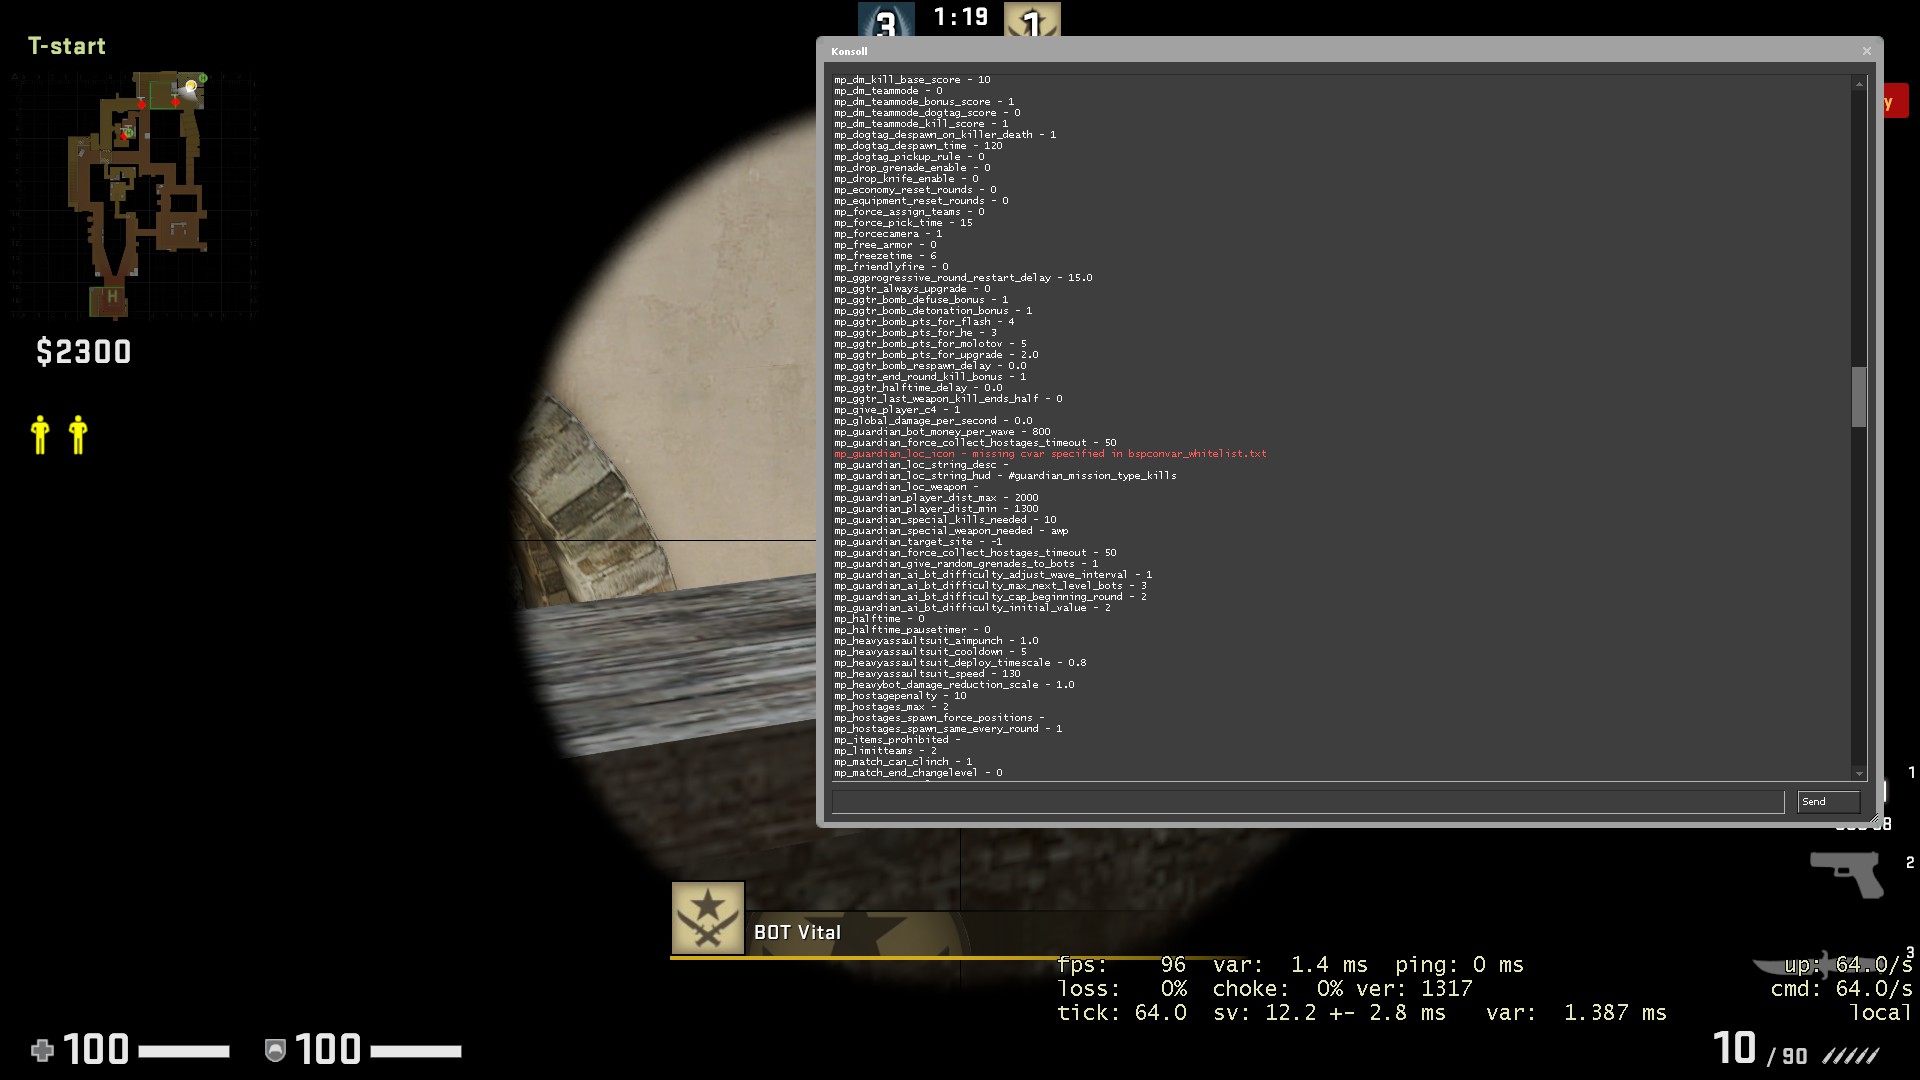 T-start
3
1:19
1
Konsoll
mp_dm_kill_base_score - 10
mp_dm_teammode - 0
mp_dm_teammode_bonus_score - 1
mp_dm_teammode_dogtag_score - 0
mp_dm_teammode_kill_score - 1
mp_dogtag_despawn_on_killer_death - 1
mp_dogtag_despawn_time - 120
mp_dogtag_pickup_rule - 0
mp_drop_grenade_enable - 0
mp_drop_knife_enable - 0
mp_economy_reset_rounds - 0
mp_equipment_reset_rounds - 0
mp_force_assign_teams - 0
mp_force_pick_time - 15
mp_forcecamera - 1
mp_free_armor - 0
mp_freezetime - 6
mp_friendlyfire - 0
mp_ggprogressive_round_restart_delay - 15.0
mp_ggtr_always_upgrade - 0
mp_ggtr_bomb_defuse_bonus - 1
mp_ggtr_bomb_detonation_bonus - 1
mp_ggtr_bomb_pts_for_flash - 4
mp_ggtr_bomb_pts_for_he - 3
mp_ggtr_bomb_pts_for_molotov - 5
mp_ggtr_bomb_pts_for_upgrade - 2.0
mp_ggtr_bomb_respawn_delay - 0.0
mp_ggtr_end_round_kill_bonus - 1
mp_ggtr_halftime_delay - 0.0
mp_ggtr_last_weapon_kill_ends_half - 0
mp_give_player_c4 - 1
mp_global_damage_per_second - 0.0
mp_guardian_bot_money_per_wave - 800
mp_guardian_force_collect_hostages_timeout - 50
mp_guardian_loc_icon - missing cvar specified in bspconvar_whitelist.txt
mp_guardian_loc_string_desc -
mp_guardian_loc_string_hud - #guardian_mission_type_kills
mp_guardian_loc_weapon -
mp_guardian_player_dist_max - 2000
mp_guardian_player_dist_min - 1300
mp_guardian_special_kills_needed - 10
mp_guardian_special_weapon_needed - awp
mp_guardian_target_site - -1
mp_guardian_force_collect_hostages_timeout - 50
mp_guardian_give_random_grenades_to_bots - 1
mp_guardian_ai_bt_difficulty_adjust_wave_interval - 1
mp_guardian_ai_bt_difficulty_max_next_level_bots - 3
mp_guardian_ai_bt_difficulty_cap_beginning_round - 2
mp_guardian_ai_bt_difficulty_initial_value - 2
mp_halftime - 0
mp_halftime_pausetimer - 0
mp_heavyassaultsuit_aimpunch - 1.0
mp_heavyassaultsuit_cooldown - 5
mp_heavyassaultsuit_deploy_timescale - 0.8
mp_heavyassaultsuit_speed - 130
mp_heavybot_damage_reduction_scale - 1.0
mp_hostagepenalty - 10
mp_hostages_max - 2
mp_hostages_spawn_force_positions -
mp_hostages_spawn_same_every_round - 1
mp_items_prohibited -
mp_limitteams - 2
mp_match_can_clinch - 1
mp_match_end_changelevel - 0
Send
H
$2300
1
2
3
BOT Vital
fps: 96 var: 1.4 ms ping: 0 ms
loss: 0% choke: 0% ver: 1317
tick: 64.0 sv: 12.2 +- 2.8 ms var: 1.387 ms
up: 64.0/s
cmd: 64.0/s
local
100
100
10 / 90